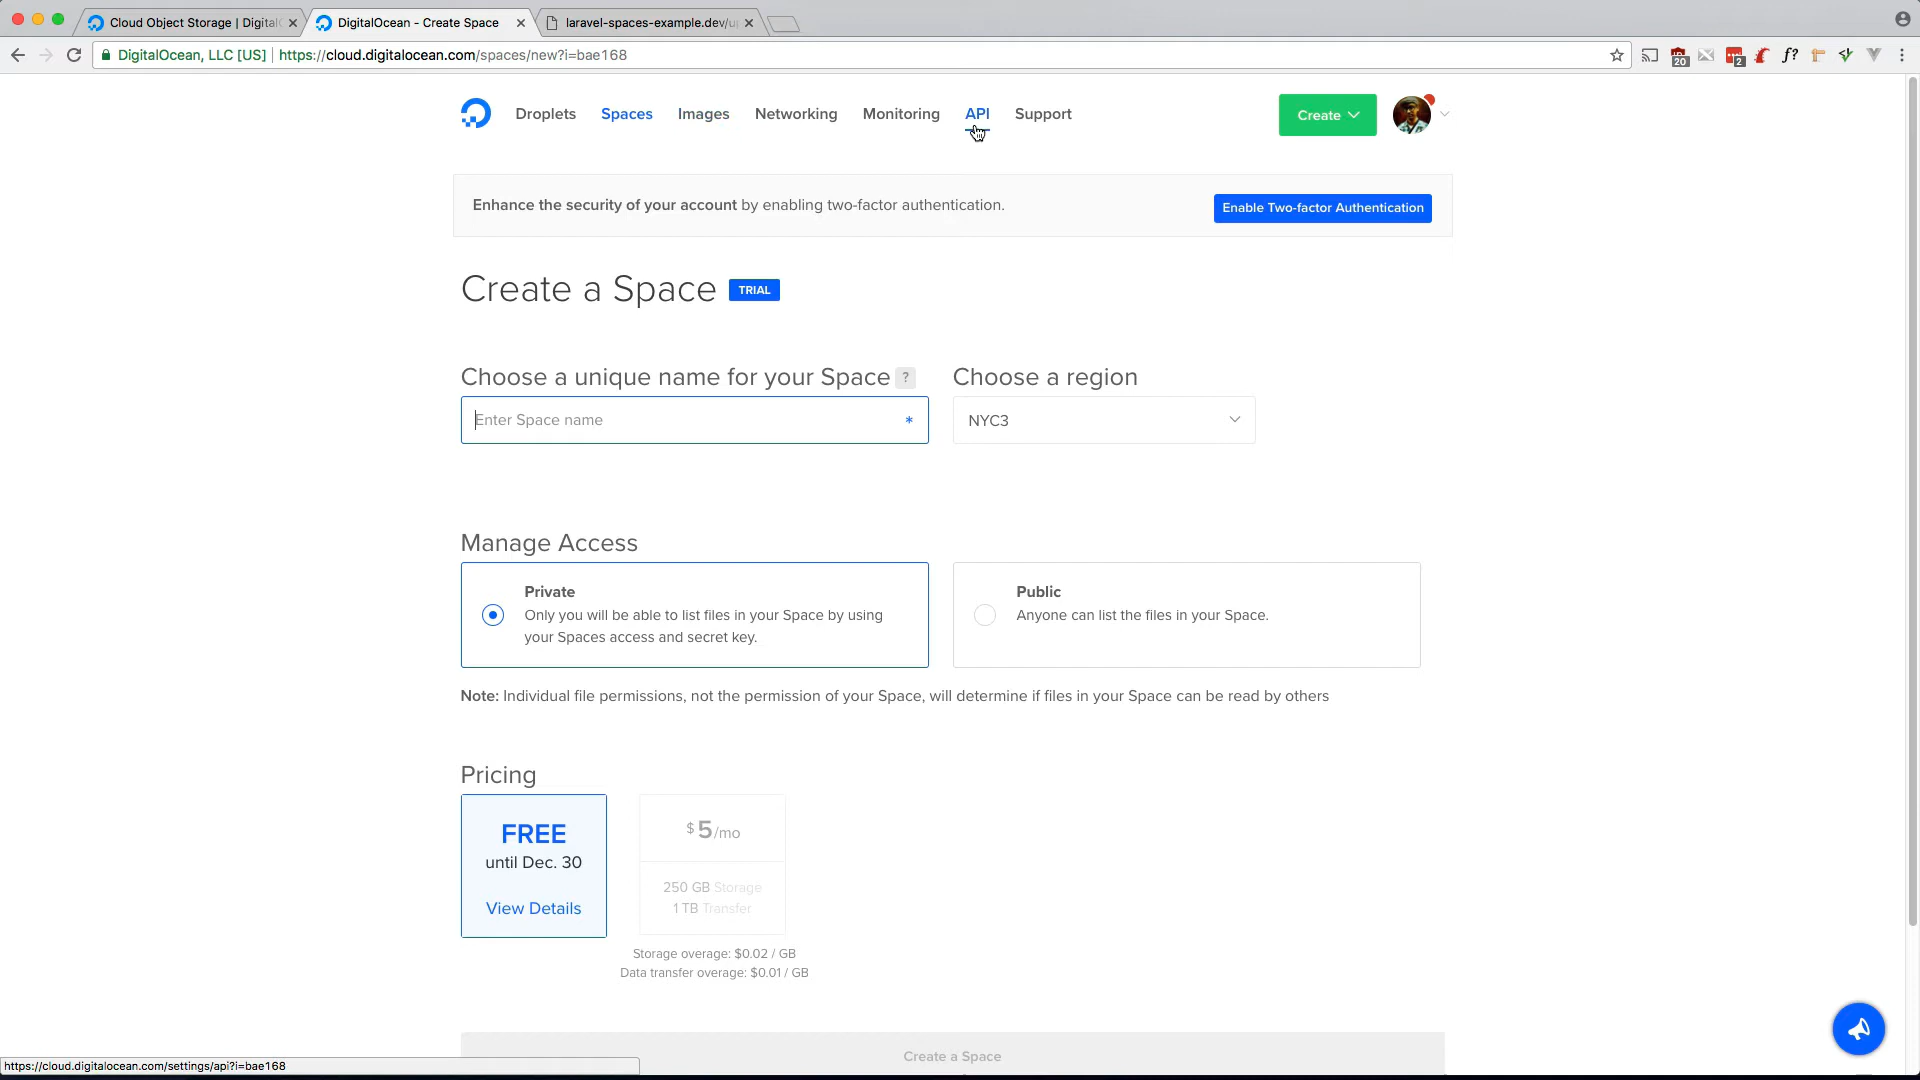 Cloud Object Storage | Digital
DigitalOcean - Create Space
laravel-spaces-example.dev/u
DigitalOcean, LLC [US] | https://cloud.digitalocean.com/spaces/new?i=bae168
20
2
f?
Droplets Spaces Images Networking Monitoring API Support
Create
Enhance the security of your account by enabling two-factor authentication.
Enable Two-factor Authentication
Create a Space TRIAL
Choose a unique name for your Space ?
Choose a region
Enter Space name *
NYC3
Manage Access
Private
Only you will be able to list files in your Space by using
your Spaces access and secret key.
Public
Anyone can list the files in your Space.
Note: Individual file permissions, not the permission of your Space, will determine if files in your Space can be read by others
Pricing
FREE
until Dec. 30
View Details
$5/mo
250 GB Storage
1 TB Transfer
Storage overage: $0.02 / GB
Data transfer overage: $0.01 / GB
Create a Space
https://cloud.digitalocean.com/settings/api?i=bae168